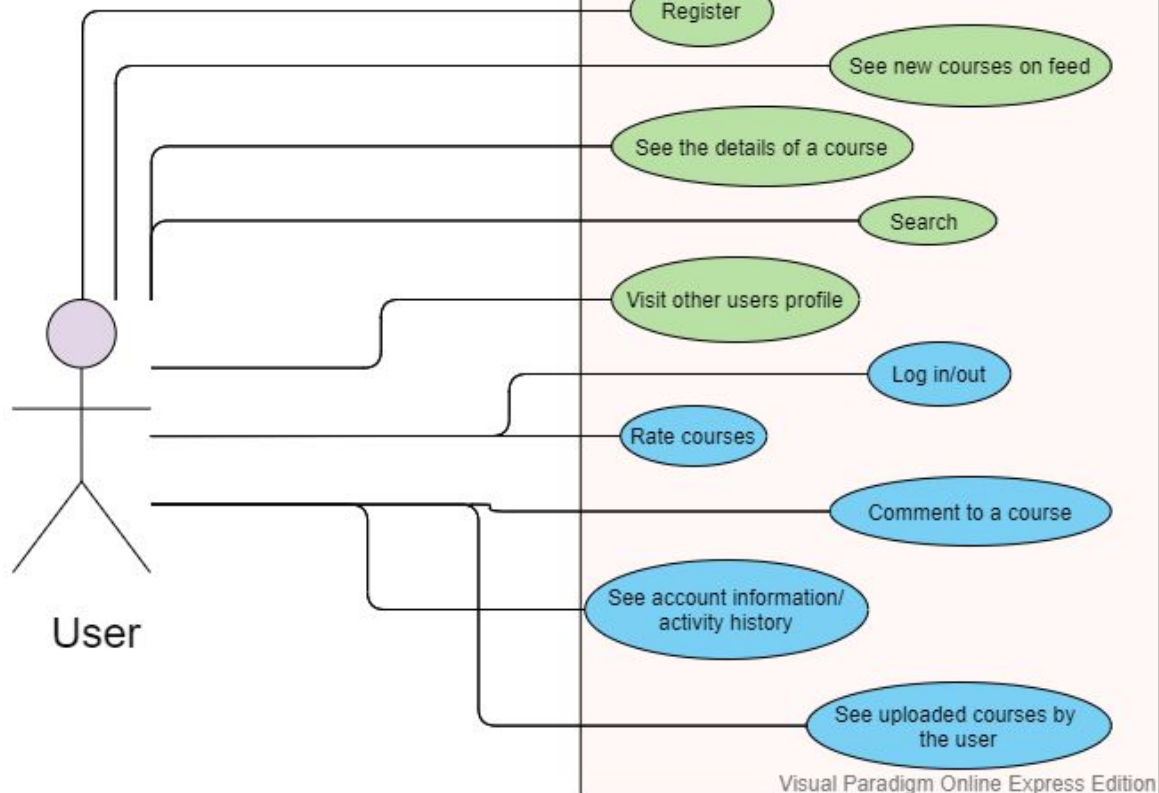 Register
See new courses on feed
See the details of a course
Search
Visit other users profile
Log in/out
Rate courses
Comment to a course
See account information/
activity history
User
See uploaded courses by
the user
Visual Paradigm Online Express Edition